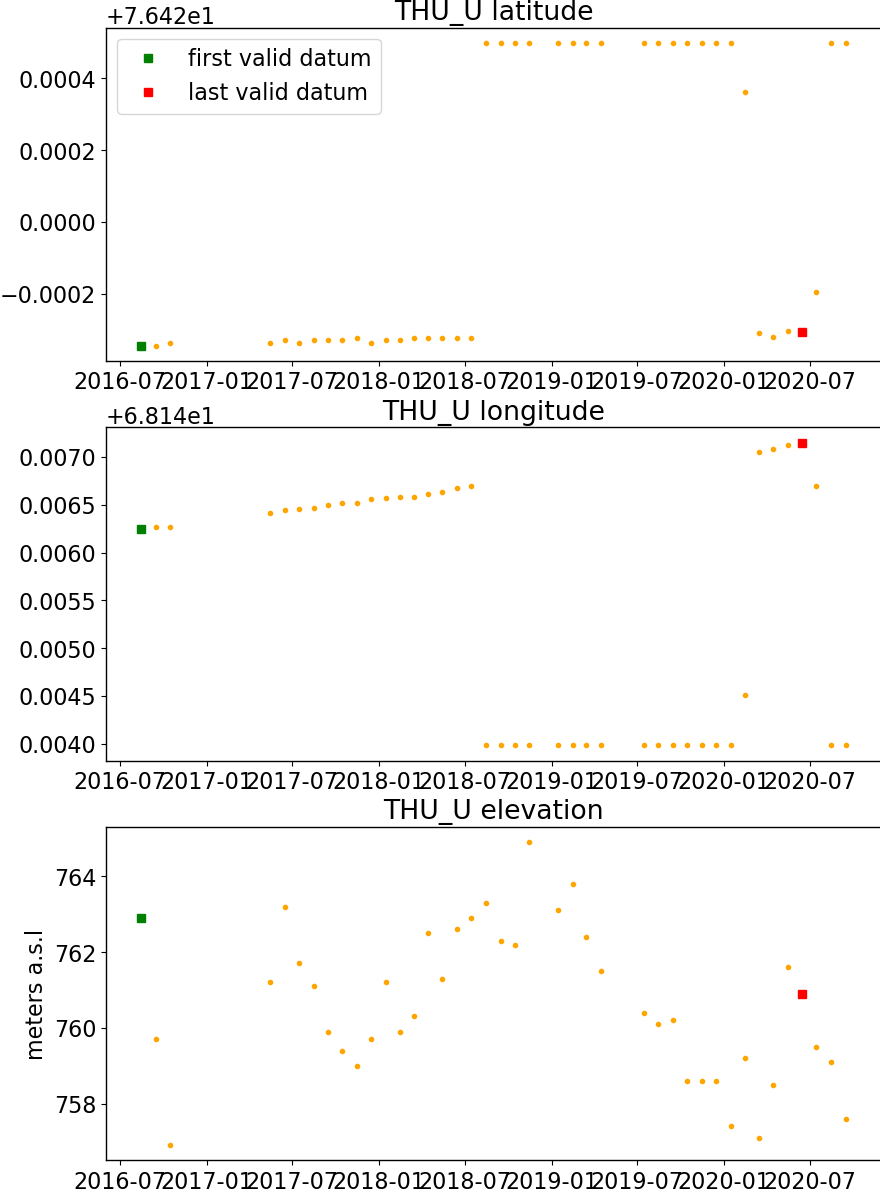 THU_U latitude
+7.642e1
first valid datum
last valid datum
0.0004
0.0002
0.0000
−0.0002
2016-07 2017-01 2017-07 2018-01 2018-07 2019-01 2019-07 2020-01 2020-07
THU_U longitude
+6.814e1
0.0070
0.0065
0.0060
0.0055
0.0050
0.0045
0.0040
2016-07 2017-01 2017-07 2018-01 2018-07 2019-01 2019-07 2020-01 2020-07
THU_U elevation
meters a.s.l
764
762
760
758
2016-07 2017-01 2017-07 2018-01 2018-07 2019-01 2019-07 2020-01 2020-07